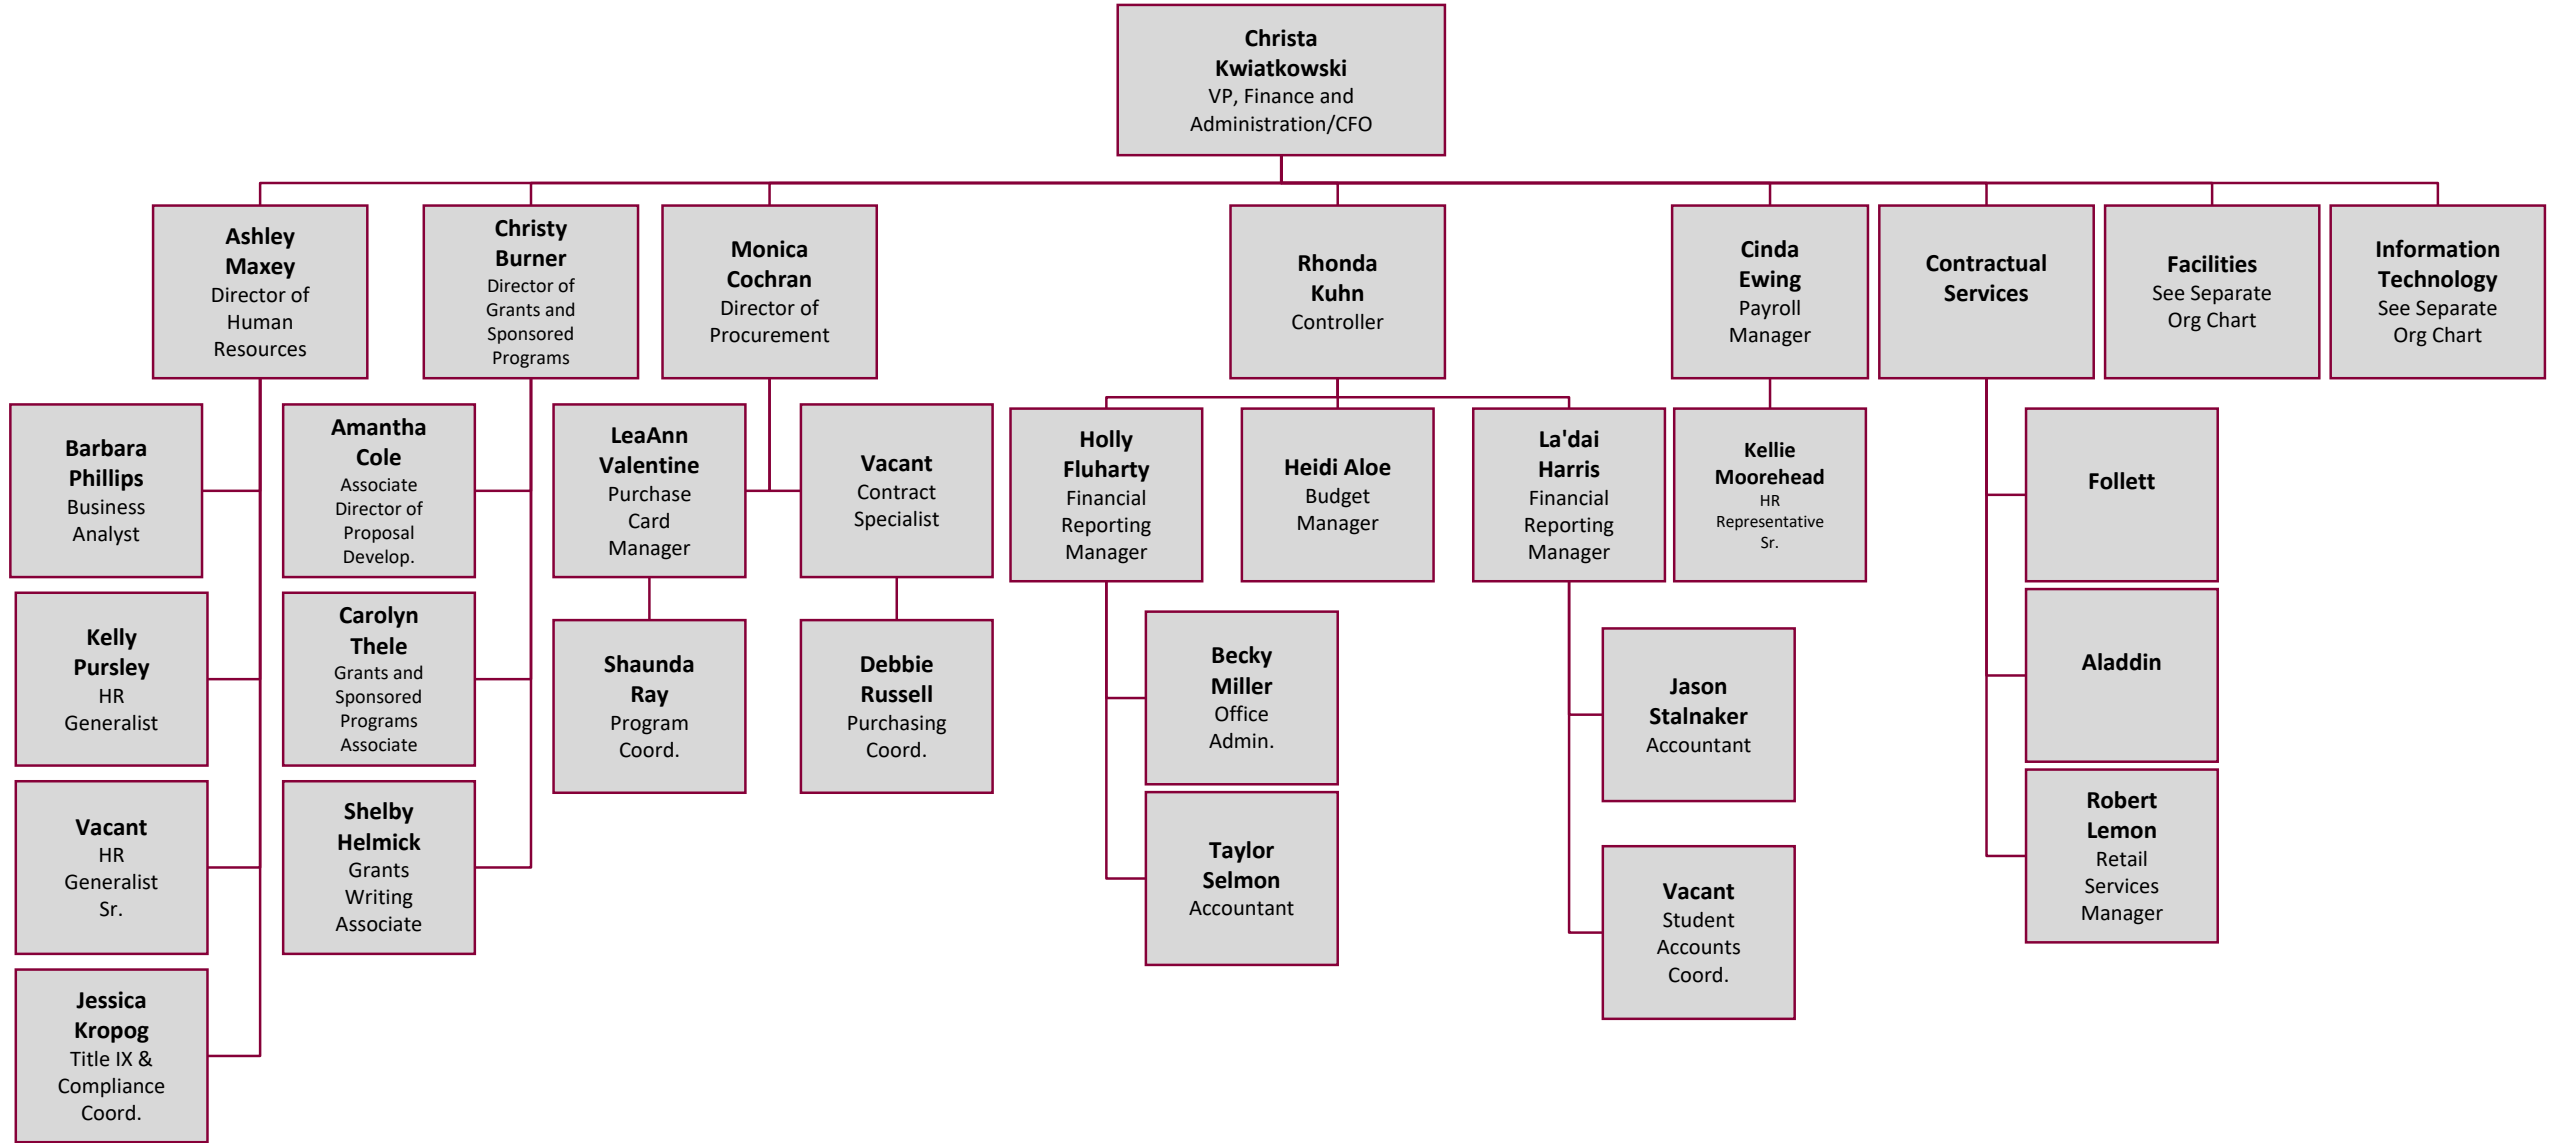 Christa
Kwiatkowski
VP, Finance and
Administration/CFO
Ashley
Maxey
Director of
Human
Resources
Christy
Burner
Director of
Grants and
Sponsored
Programs
Monica
Cochran
Director of
Procurement
Rhonda
Kuhn
Controller
Cinda
Ewing
Payroll
Manager
Contractual
Services
Facilities
See Separate
Org Chart
Information
Technology
See Separate
Org Chart
Barbara
Phillips
Business
Analyst
Amantha
Cole
Associate
Director of
Proposal
Develop.
LeaAnn
Valentine
Purchase
Card
Manager
Vacant
Contract
Specialist
Holly
Fluharty
Financial
Reporting
Manager
Heidi Aloe
Budget
Manager
La'dai
Harris
Financial
Reporting
Manager
Kellie
Moorehead
HR
Representative
Sr.
Follett
Kelly
Pursley
HR
Generalist
Carolyn
Thele
Grants and
Sponsored
Programs
Associate
Shaunda
Ray
Program
Coord.
Debbie
Russell
Purchasing
Coord.
Becky
Miller
Office
Admin.
Jason
Stalnaker
Accountant
Aladdin
Vacant
HR
Generalist
Sr.
Shelby
Helmick
Grants
Writing
Associate
Taylor
Selmon
Accountant
Vacant
Student
Accounts
Coord.
Robert
Lemon
Retail
Services
Manager
Jessica
Kropog
Title IX &
Compliance
Coord.